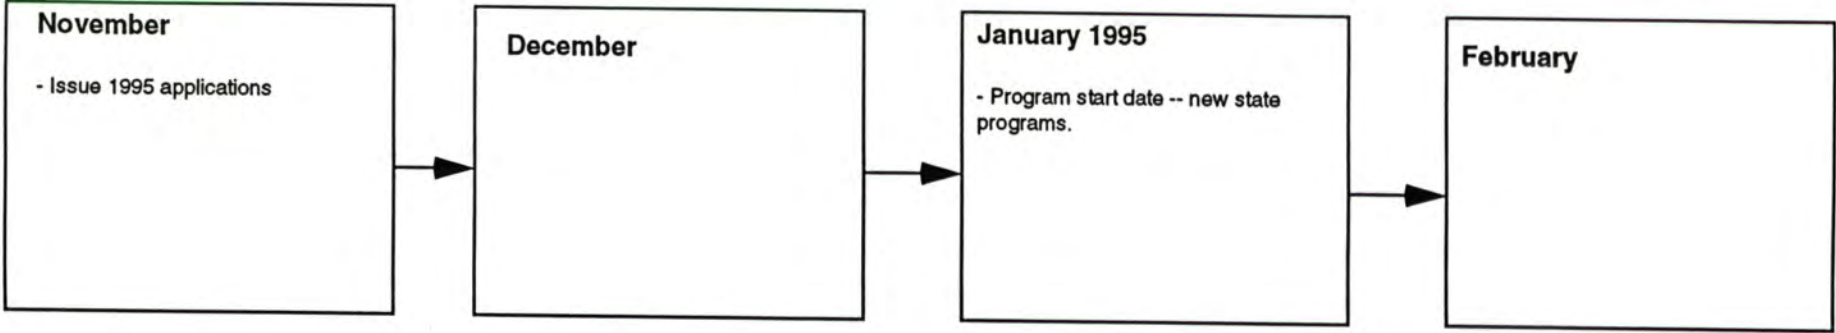 November
- Issue 1995 applications
December
January 1995
- Program start date -- new state
programs.
February